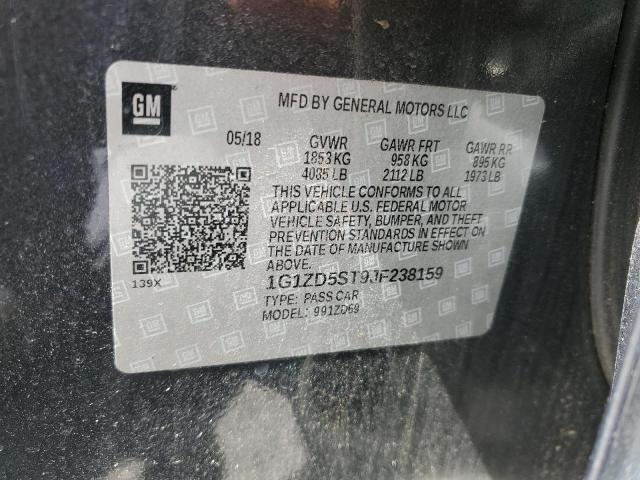 GM
MFD BY GENERAL MOTORS LLC
05/18 GVWR GAWR FRT GAWR RR
1853 KG 958 KG 895 KG
4085 LB 2112 LB 1973 LB
THIS VEHICLE CONFORMS TO ALL
APPLICABLE U.S. FEDERAL MOTOR
VEHICLE SAFETY, BUMPER, AND THEFT
PREVENTION STANDARDS IN EFFECT ON
THE DATE OF MANUFACTURE SHOWN
ABOVE.
139X
1G1ZD5ST9JF238159
TYPE: PASS CAR
MODEL: 991ZD69